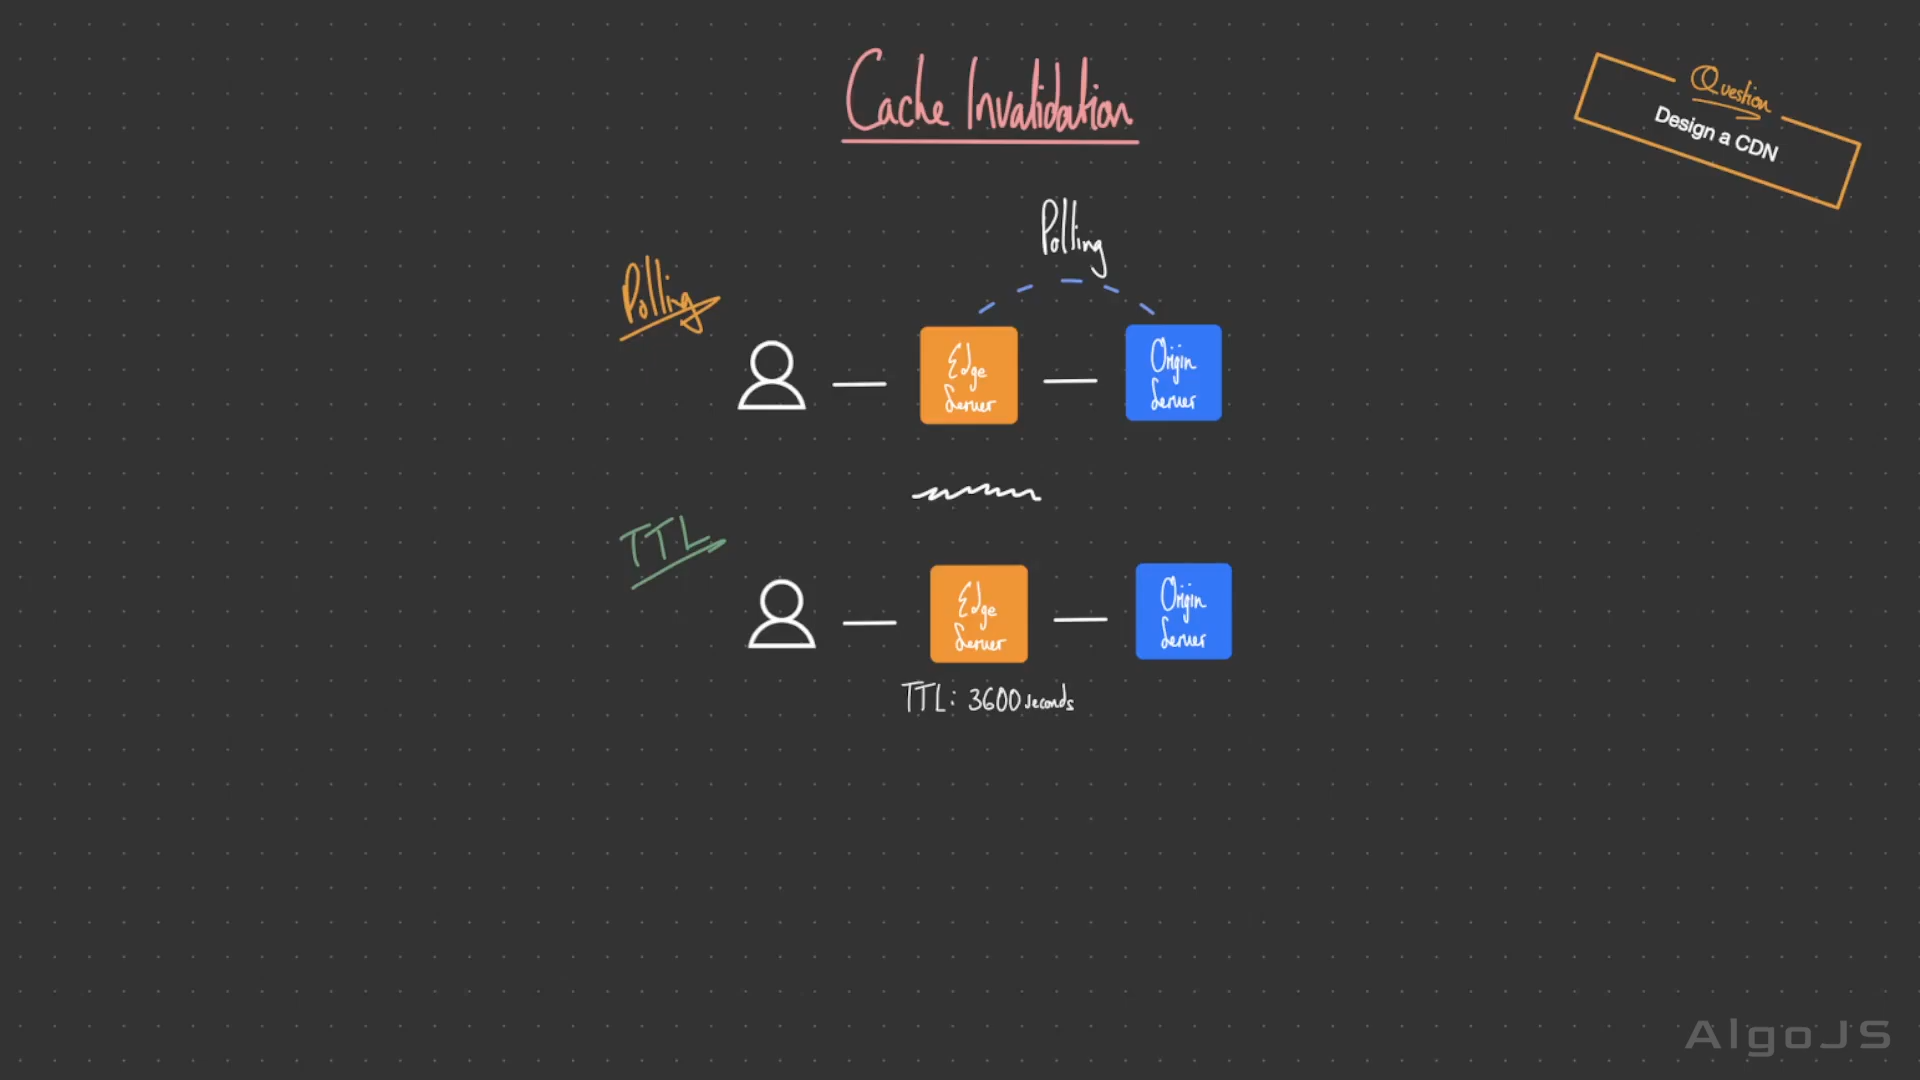 Cache Invalidation
Question
Design a CDN
Polling
Polling
Edge
Server
Origin
Server
TTL
Edge
Server
Origin
Server
TTL: 3600 seconds
AlgoJS